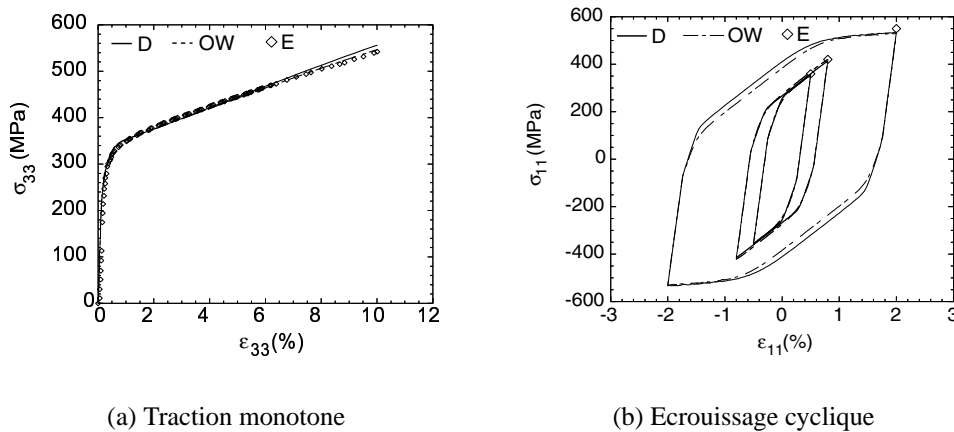 600
500
400
300
200
100
0
D OW E
σ33 (MPa)
0 2 4 6 8 10 12
ε33(%)
(a) Traction monotone
600
400
200
0
-200
-400
-600
D OW E
σ11 (MPa)
-3 -2 -1 0 1 2 3
ε11(%)
(b) Ecrouissage cyclique